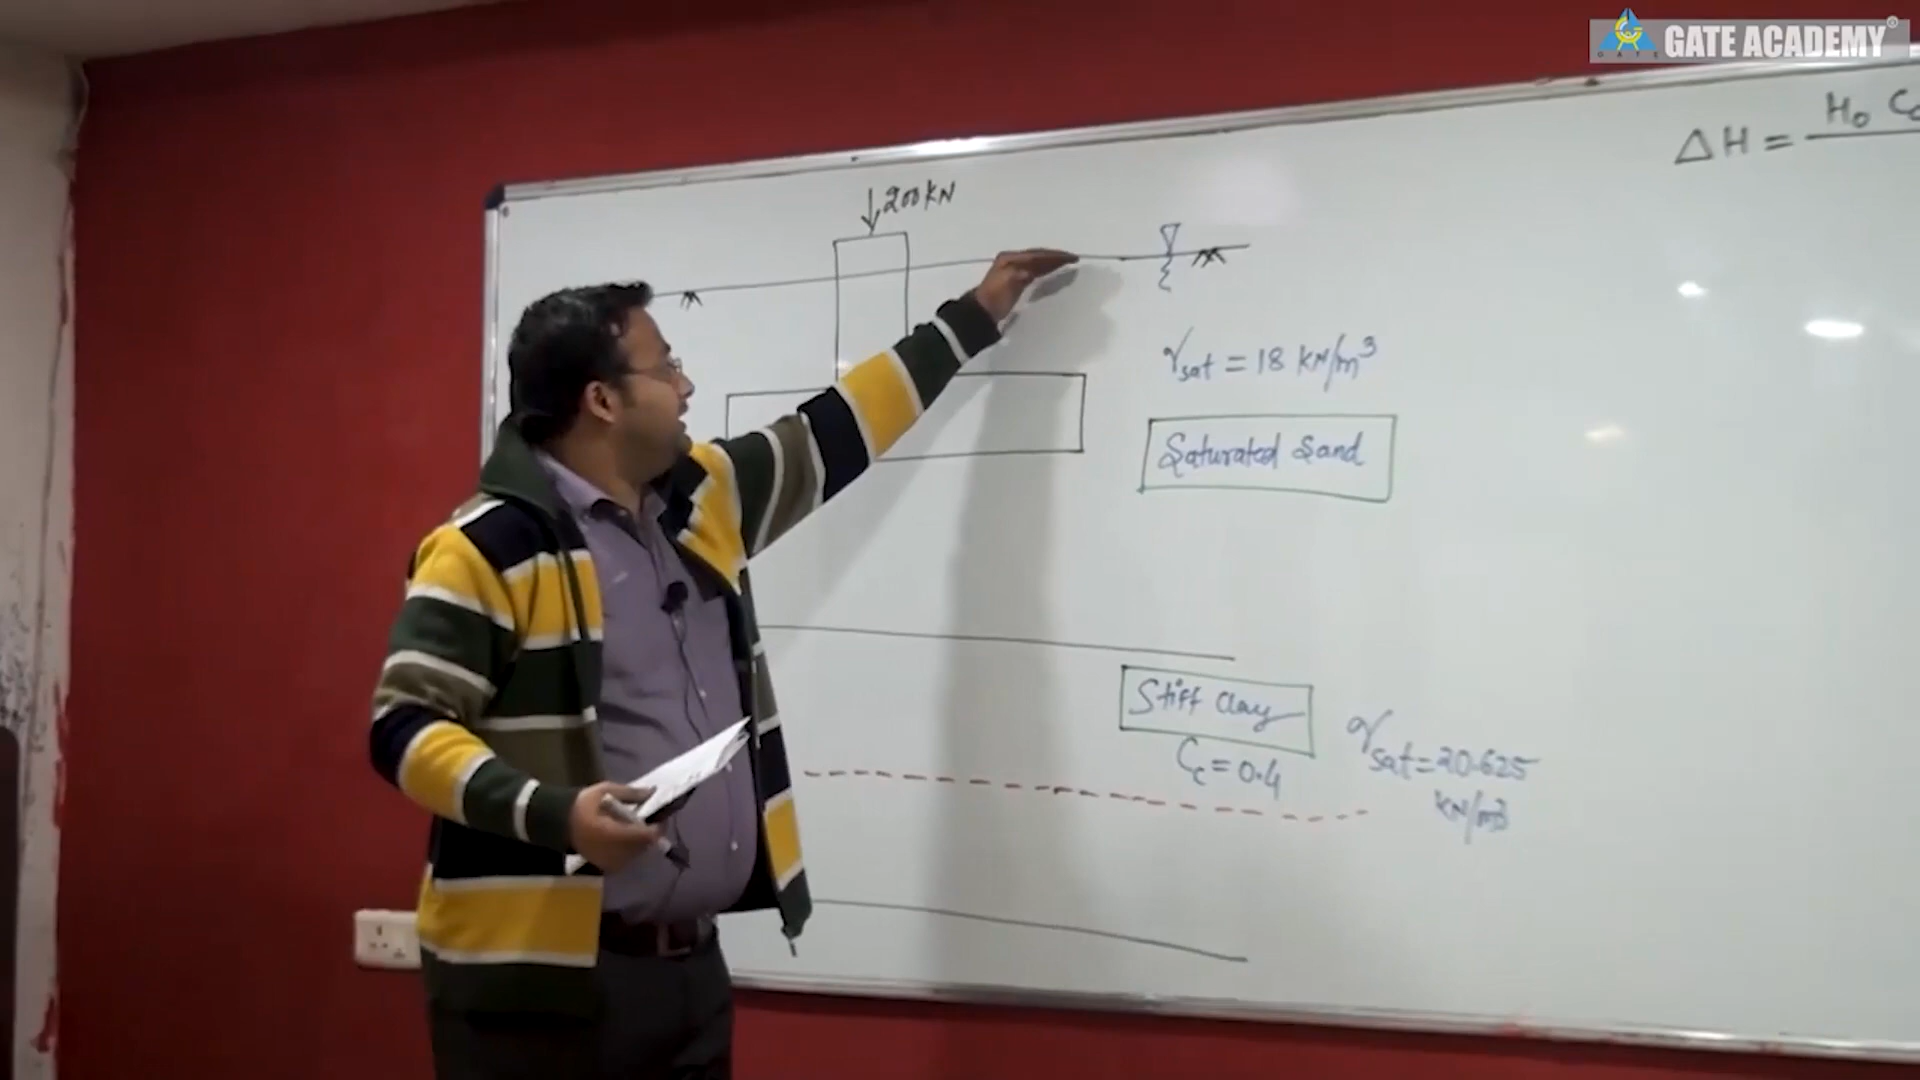 GATE ACADEMY
GATE
ΔH = H₀ C
200 kN
γsat = 18 kN/m³
Saturated Sand
Stiff Clay
Cc = 0.4
γsat = 20.625
kN/m³